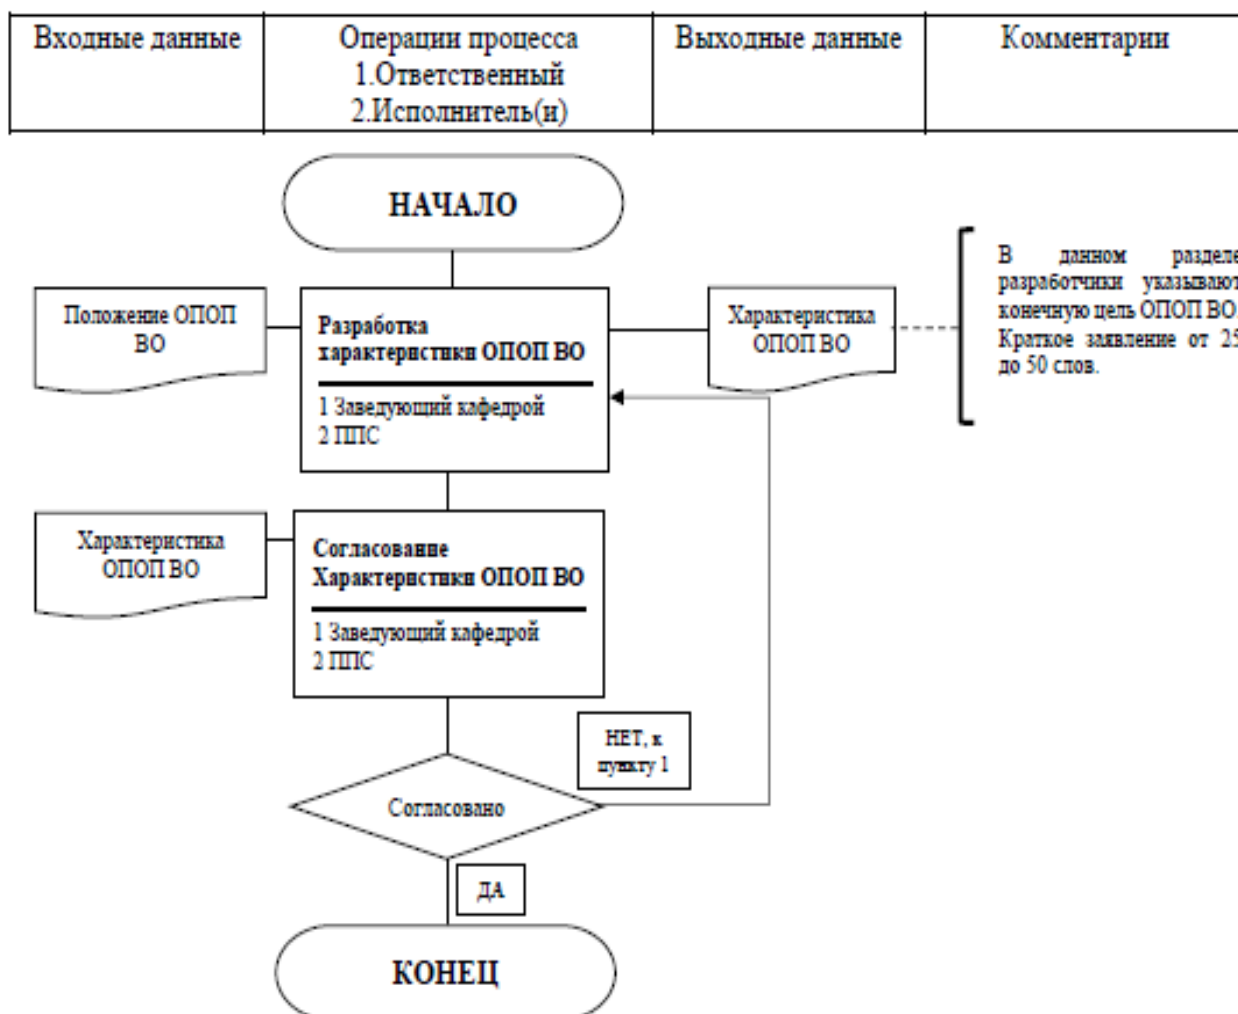 Входные данные
Операции процесса
1.Ответственный
2.Исполнитель(и)
Выходные данные
Комментарии
НАЧАЛО
Положение ОПОП
ВО
Разработка
характеристики ОПОП ВО
1 Заведующий кафедрой
2 ППС
Характеристика
ОПОП ВО
В данном разделе
разработчики указывают
конечную цель ОПОП ВО.
Краткое заявление от 25
до 50 слов.
Характеристика
ОПОП ВО
Согласование
Характеристики ОПОП ВО
1 Заведующий кафедрой
2 ППС
НЕТ, к
пункту 1
Согласовано
ДА
КОНЕЦ